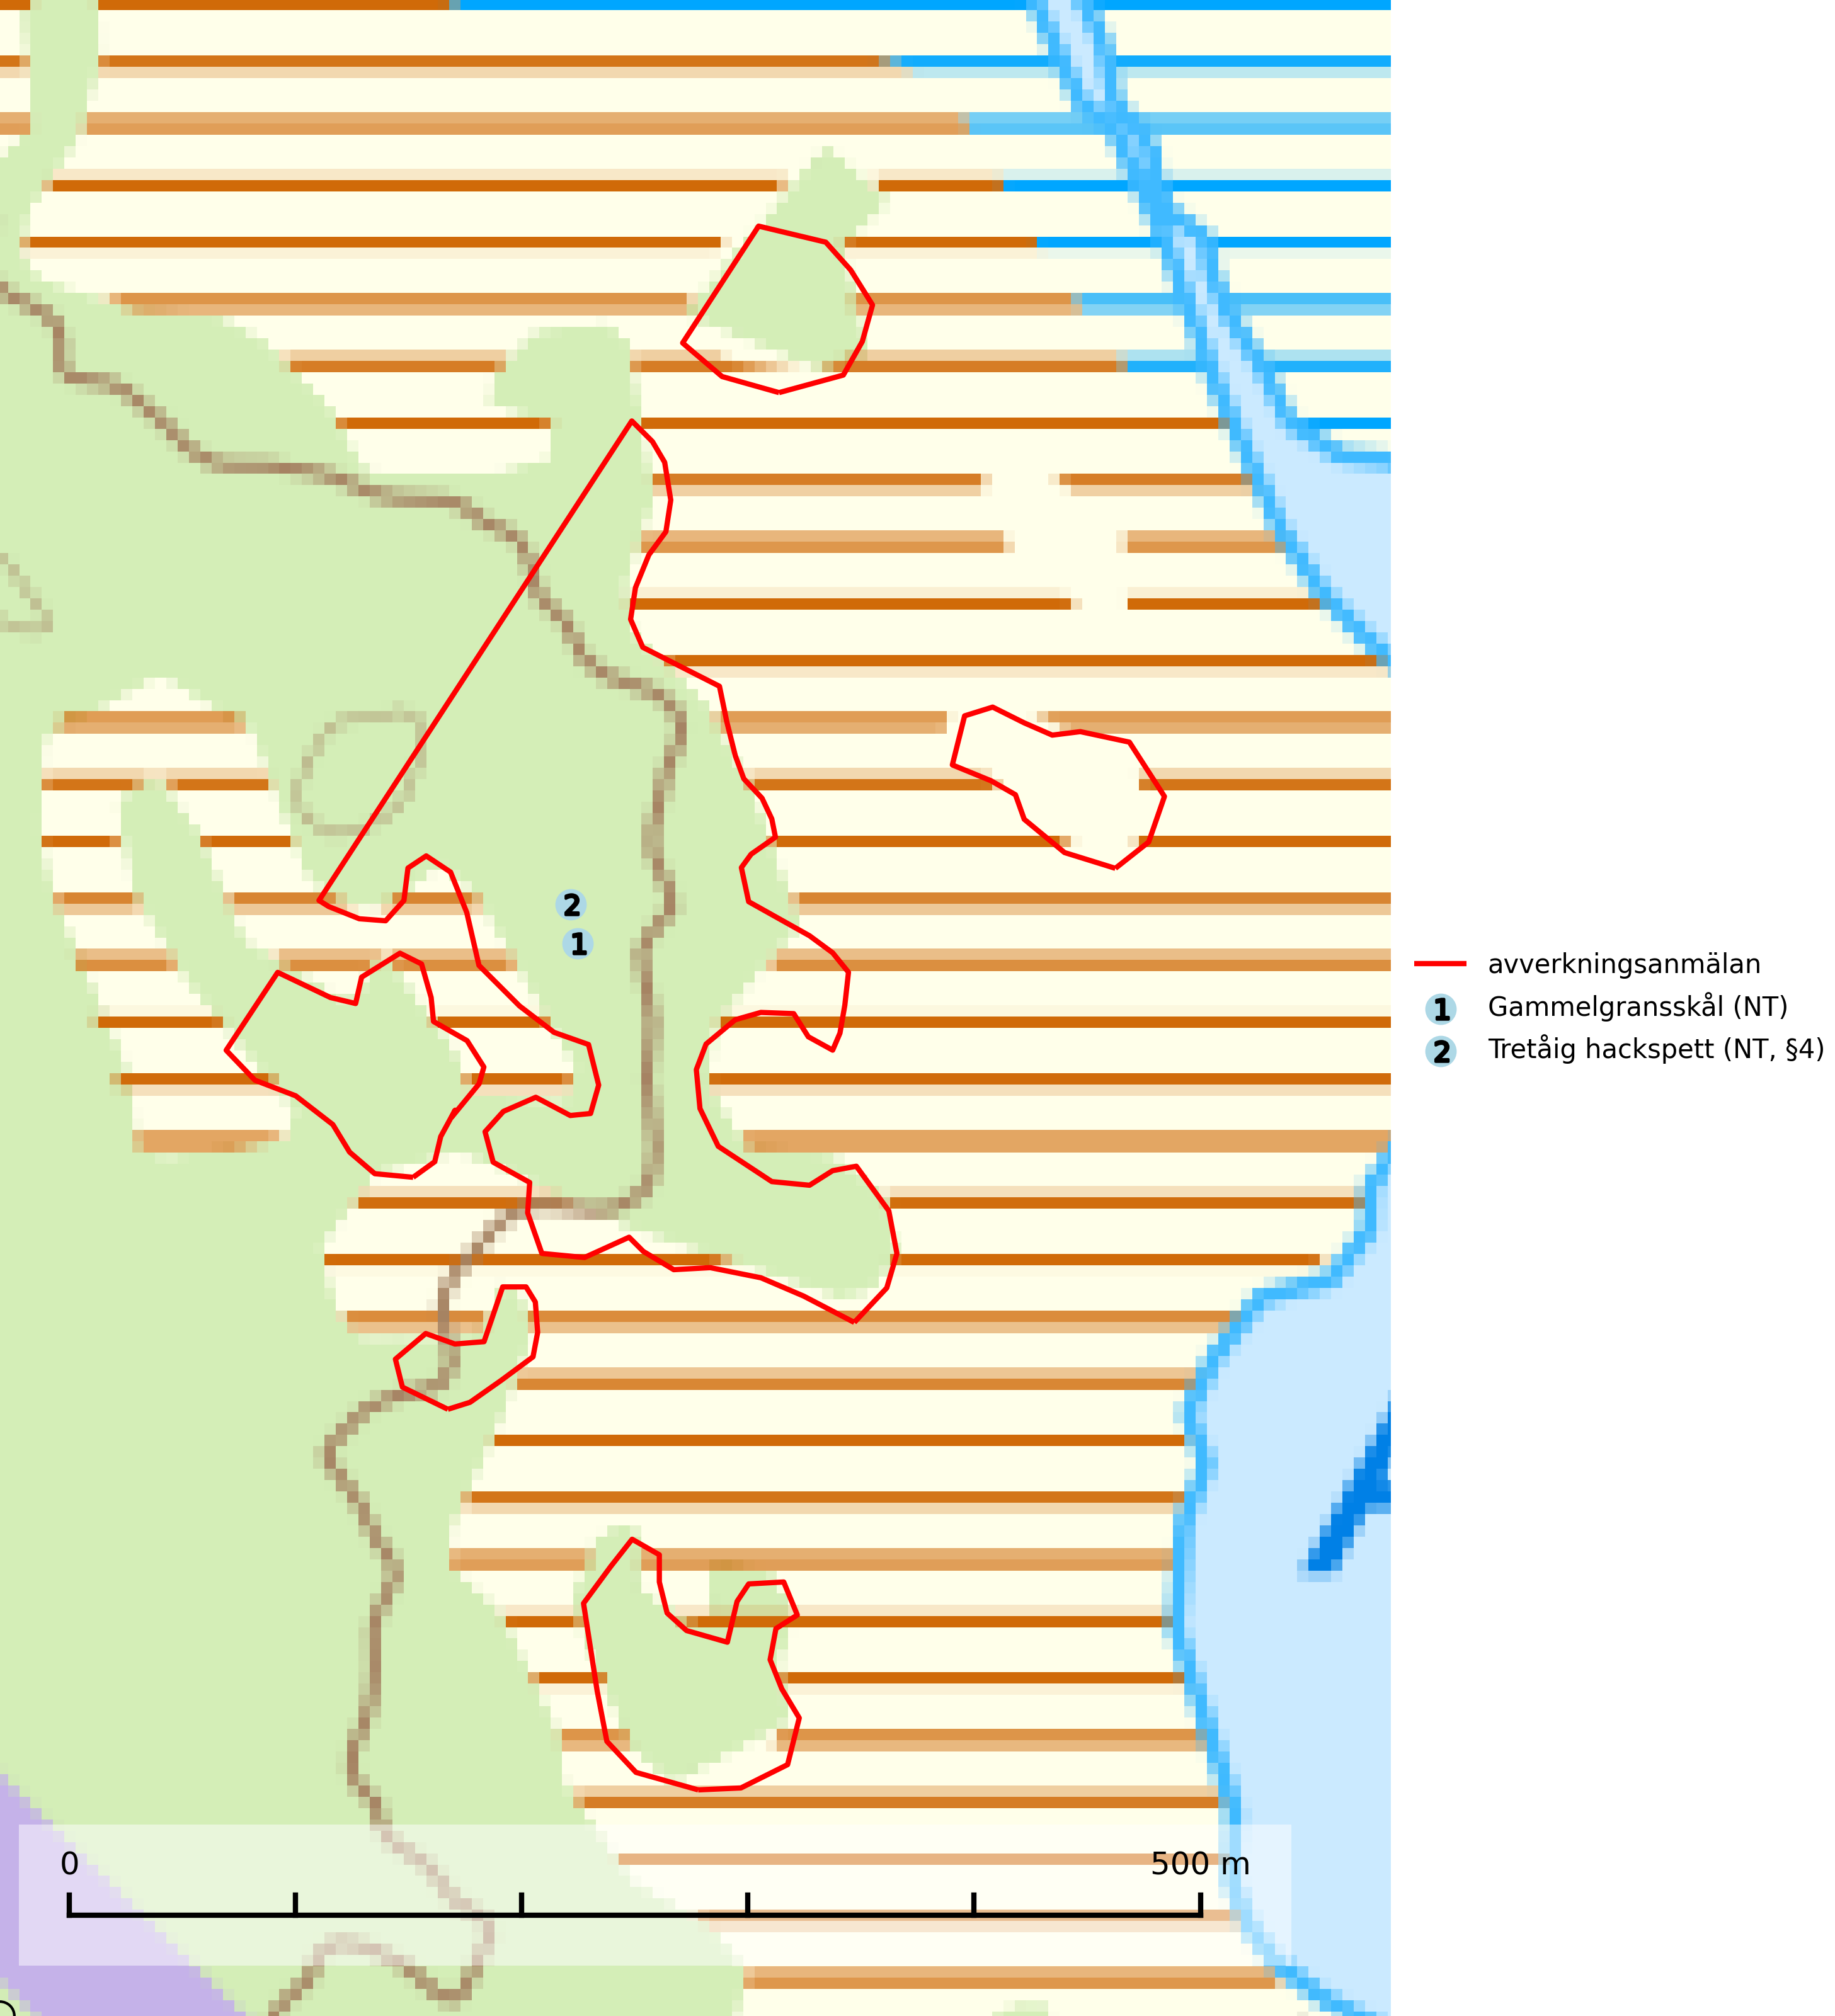 2
1
avverkningsanmälan
1 Gammelgransskål (NT)
2 Tretåig hackspett (NT, §4)
0 500 m